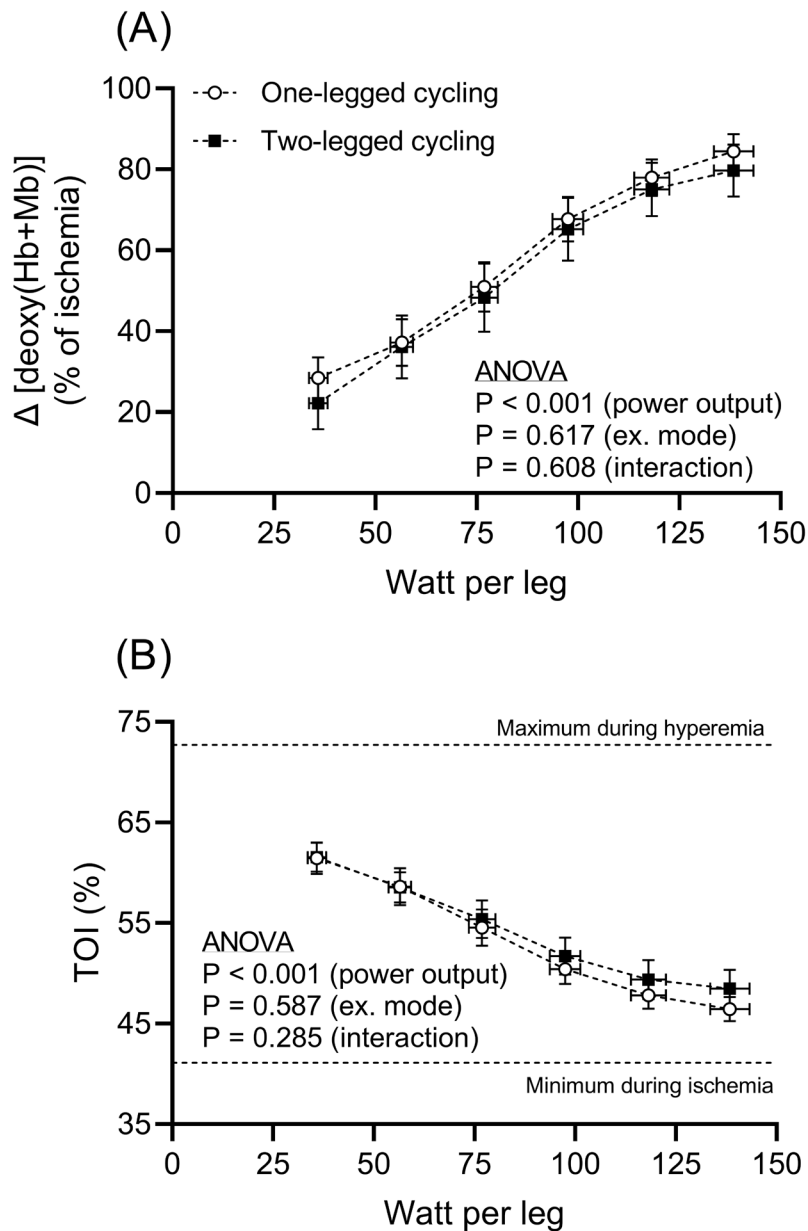 (A)
100
80
60
40
20
0
Δ [deoxy(Hb+Mb)]
(% of ischemia)
One-legged cycling
Two-legged cycling
ANOVA
P < 0.001 (power output)
P = 0.617 (ex. mode)
P = 0.608 (interaction)
0 25 50 75 100 125 150
Watt per leg
(B)
75
65
55
45
35
TOI (%)
Maximum during hyperemia
ANOVA
P < 0.001 (power output)
P = 0.587 (ex. mode)
P = 0.285 (interaction)
Minimum during ischemia
0 25 50 75 100 125 150
Watt per leg